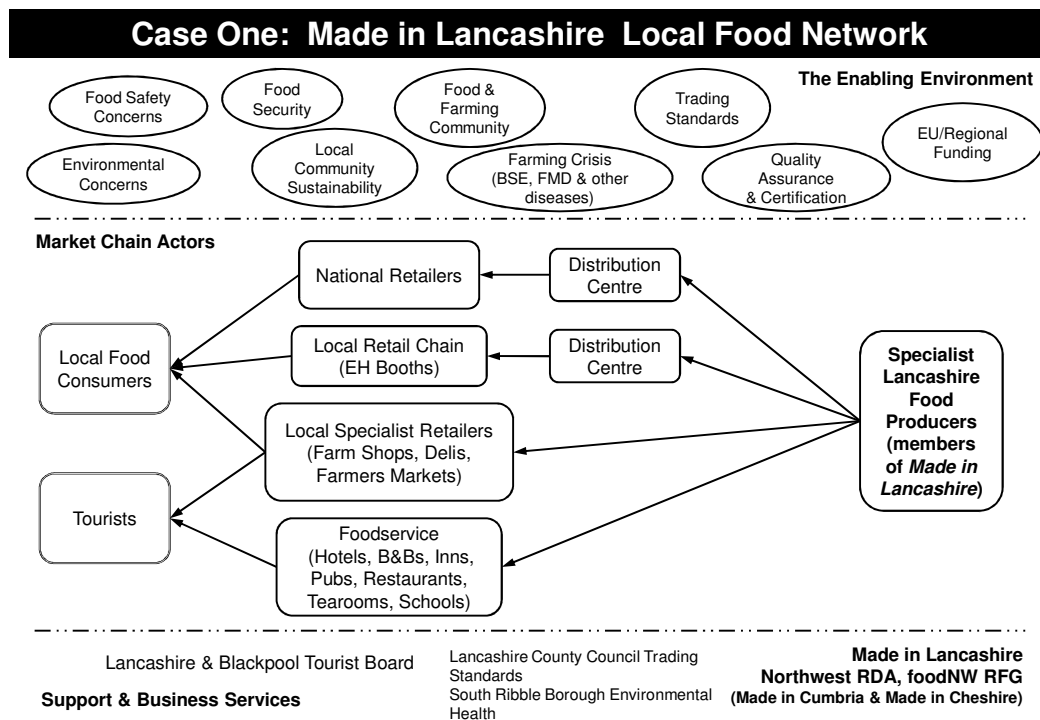 Case One: Made in Lancashire Local Food Network
The Enabling Environment
Food Safety
Concerns
Food
Security
Food &
Farming
Community
Trading
Standards
EU/Regional
Funding
Environmental
Concerns
Local
Community
Sustainability
Farming Crisis
(BSE, FMD & other
diseases)
Quality
Assurance
& Certification
Market Chain Actors
National Retailers
Distribution
Centre
Local Food
Consumers
Local Retail Chain
(EH Booths)
Distribution
Centre
Specialist
Lancashire
Food
Producers
(members
of Made in
Lancashire)
Local Specialist Retailers
(Farm Shops, Delis,
Farmers Markets)
Tourists
Foodservice
(Hotels, B&Bs, Inns,
Pubs, Restaurants,
Tearooms, Schools)
Lancashire & Blackpool Tourist Board
Support & Business Services
Lancashire County Council Trading
Standards
South Ribble Borough Environmental
Health
Made in Lancashire
Northwest RDA, foodNW RFG
(Made in Cumbria & Made in Cheshire)